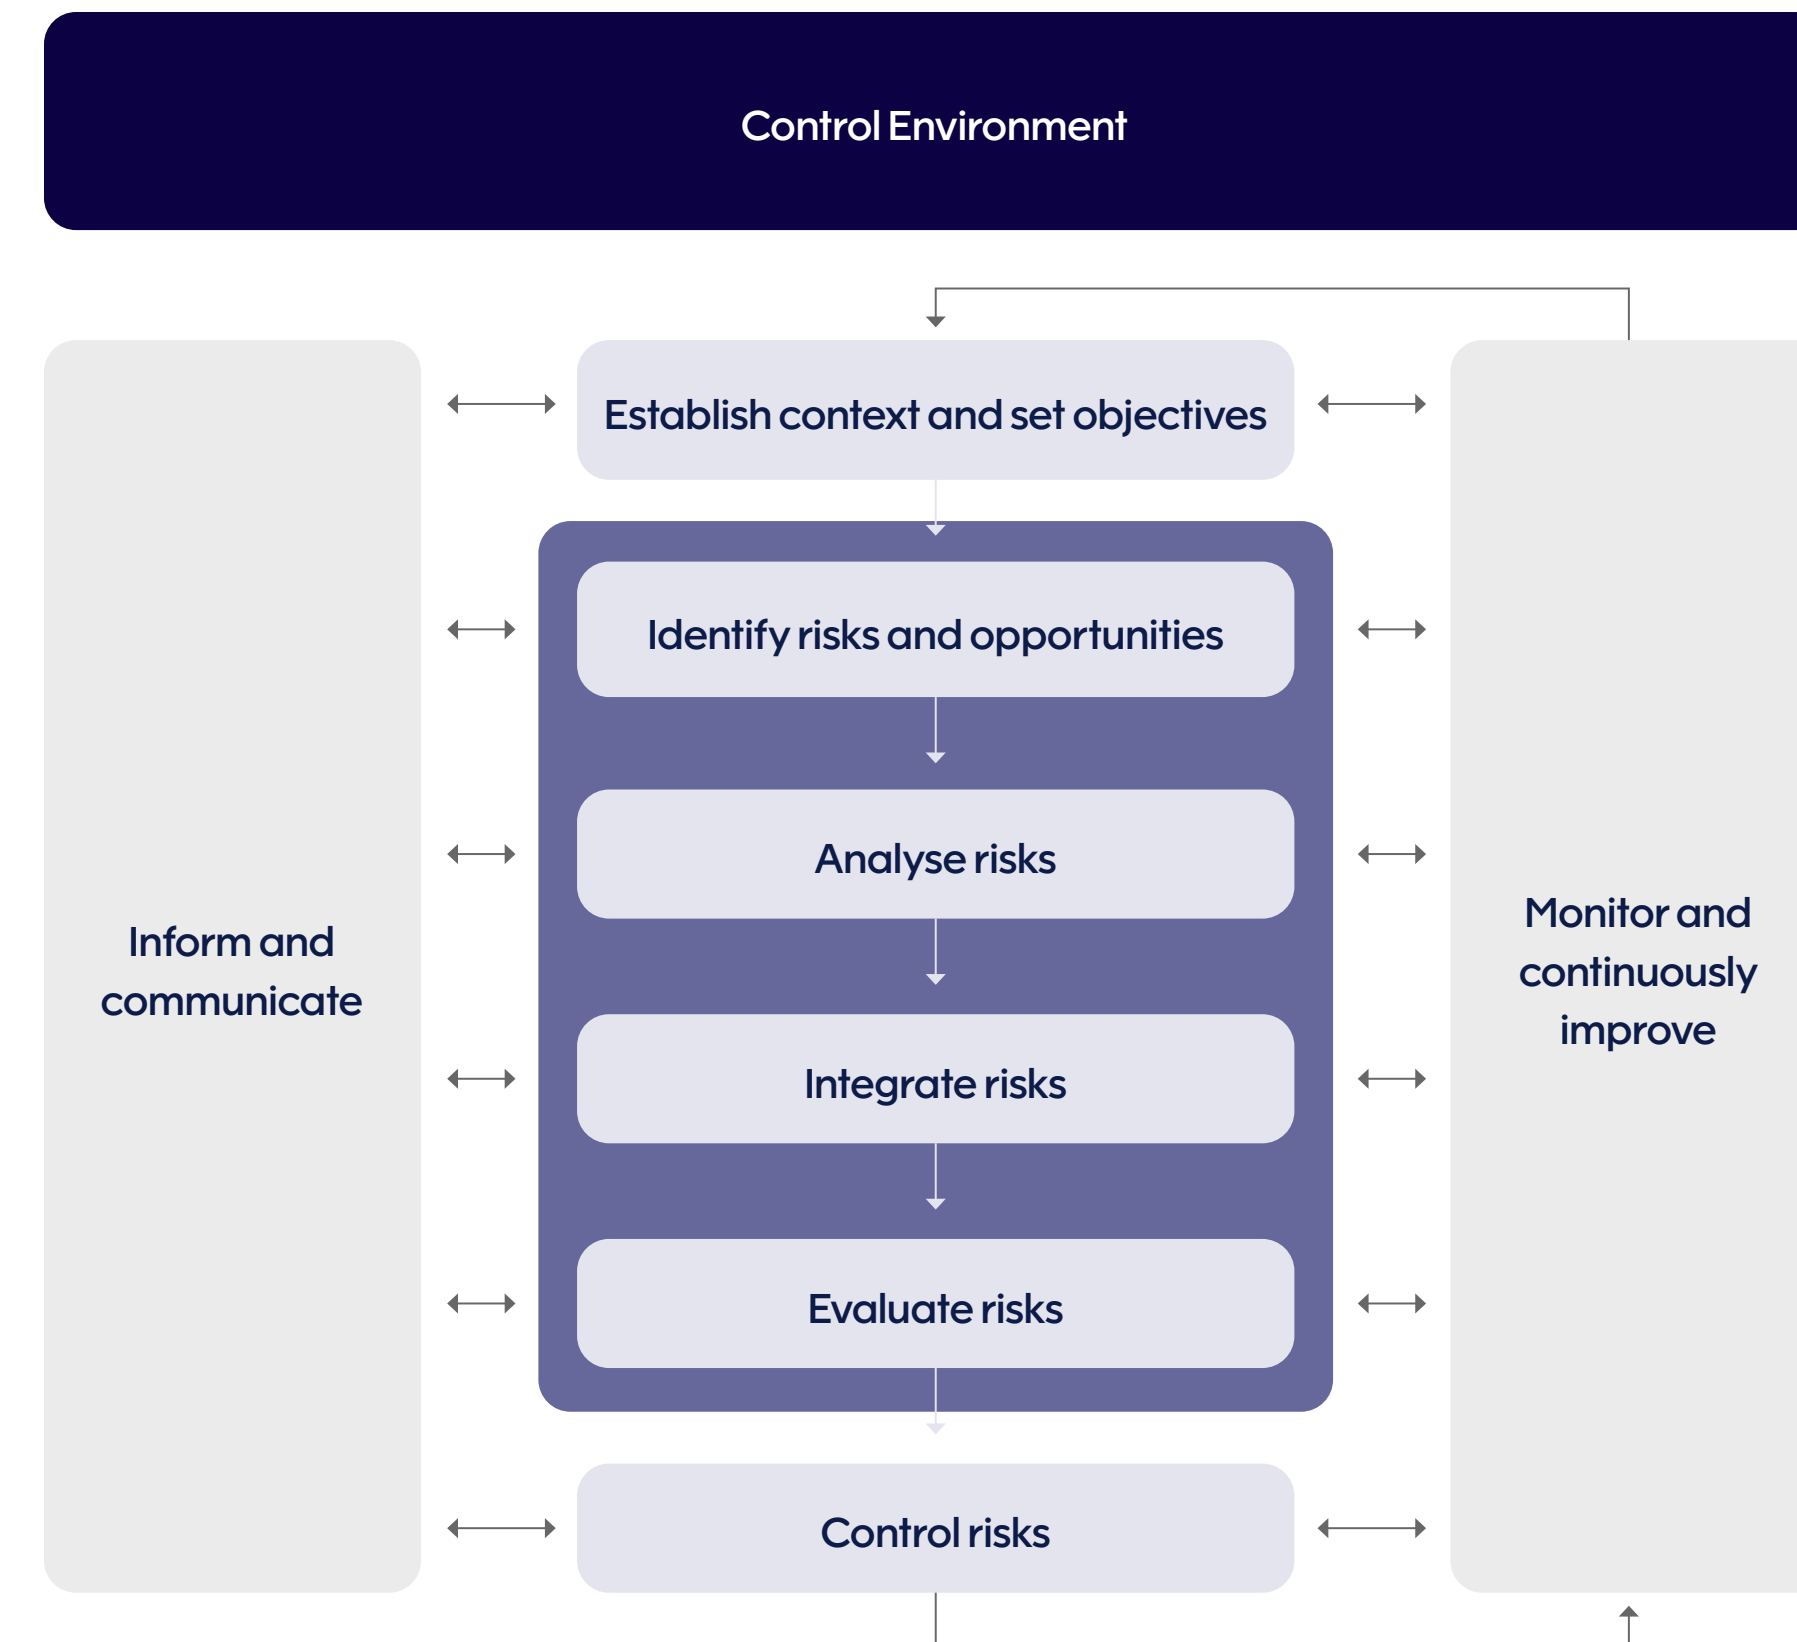 Control Environment
Establish context and set objectives
Identify risks and opportunities
Analyse risks
Inform and
communicate
Monitor and
continuously
improve
Integrate risks
Evaluate risks
Control risks